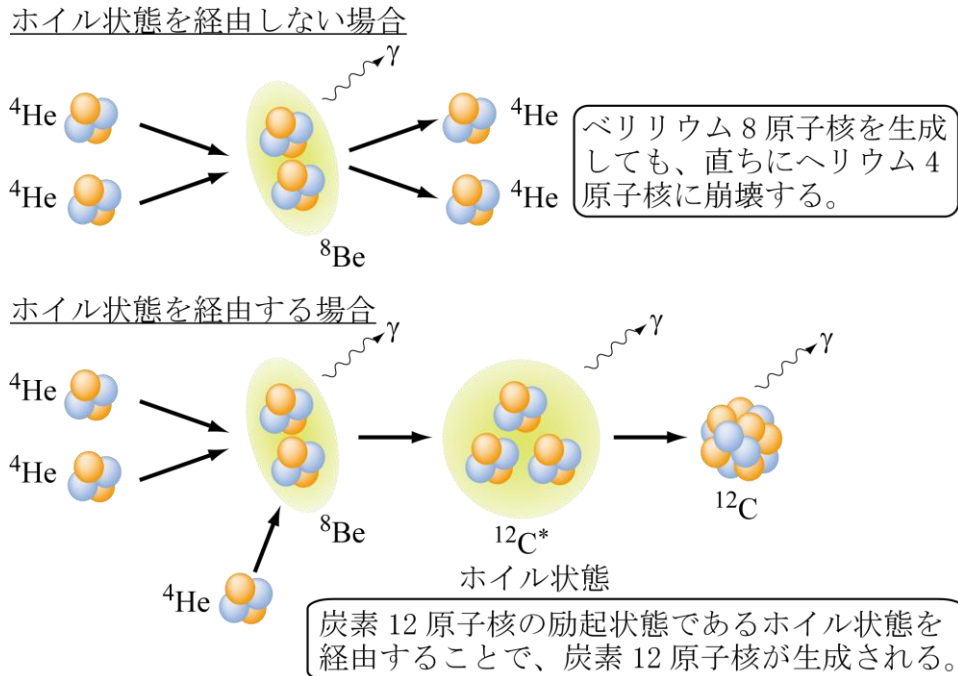 ホイル状態を経由しない場合
γ
⁴He
⁴He
⁴He
⁴He
⁸Be
ベリリウム8原子核を生成
しても、直ちにヘリウム4
原子核に崩壊する。
ホイル状態を経由する場合
γ
γ
γ
⁴He
⁴He
⁸Be
¹²C*
¹²C
⁴He
ホイル状態
炭素12原子核の励起状態であるホイル状態を
経由することで、炭素12原子核が生成される。